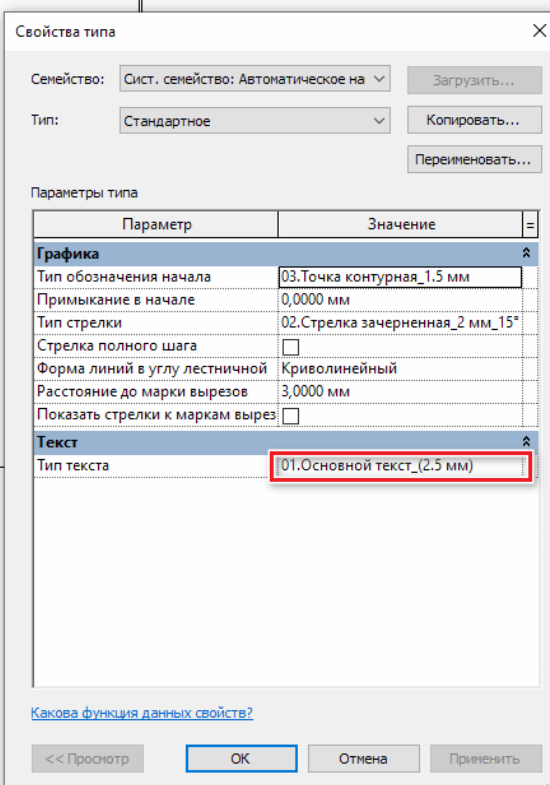 Свойства типа
Семейство: Сист. семейство: Автоматическое на Загрузить...
Тип: Стандартное Копировать...
Переименовать...
Параметры типа
Параметр Значение =
Графика
Тип обозначения начала 03.Точка контурная_1.5 мм
Примыкание в начале 0,0000 мм
Тип стрелки 02.Стрелка зачерненная_2 мм_15°
Стрелка полного шага
Форма линий в углу лестничной Криволинейный
Расстояние до марки вырезов 3,0000 мм
Показать стрелки к маркам вырез
Текст
Тип текста 01.Основной текст_(2.5 мм)
Какова функция данных свойств?
<< Просмотр ОК Отмена Применить